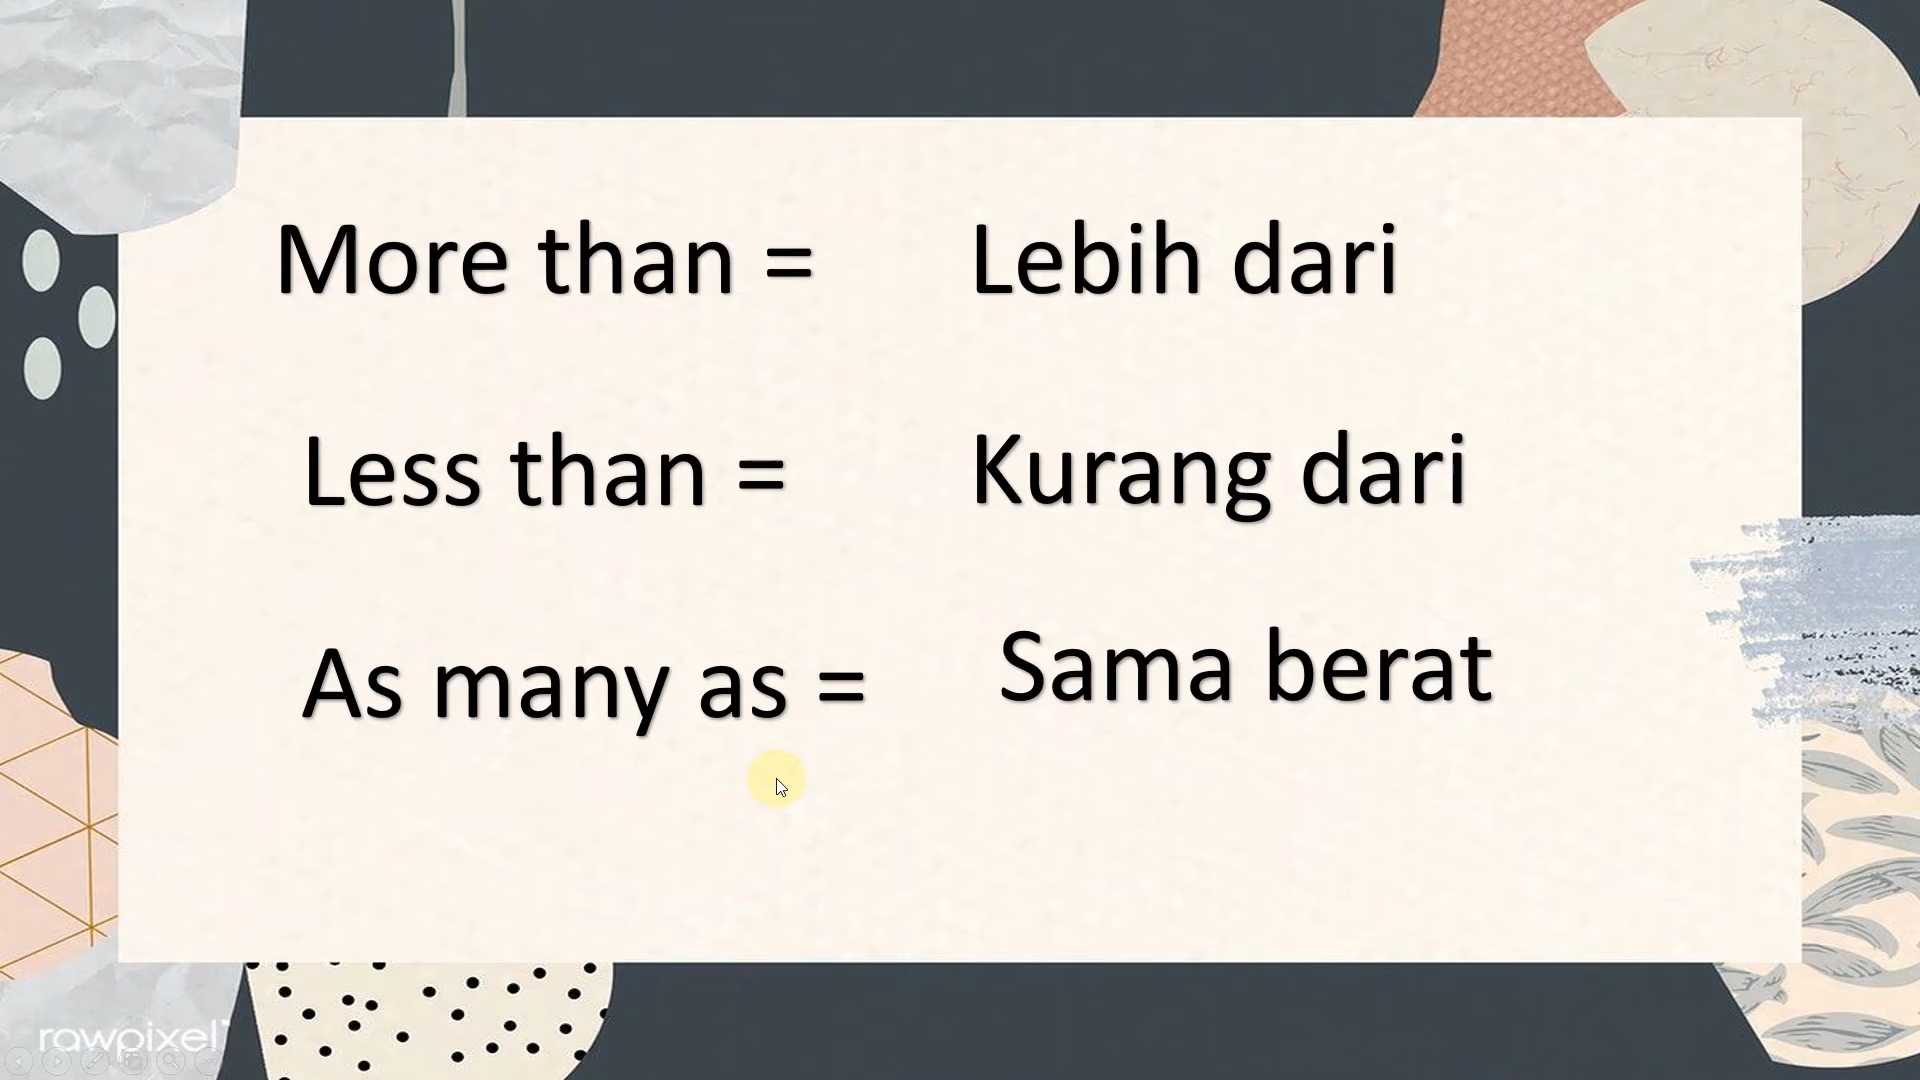 More than = Lebih dari
Less than = Kurang dari
As many as = Sama berat
rawpixel